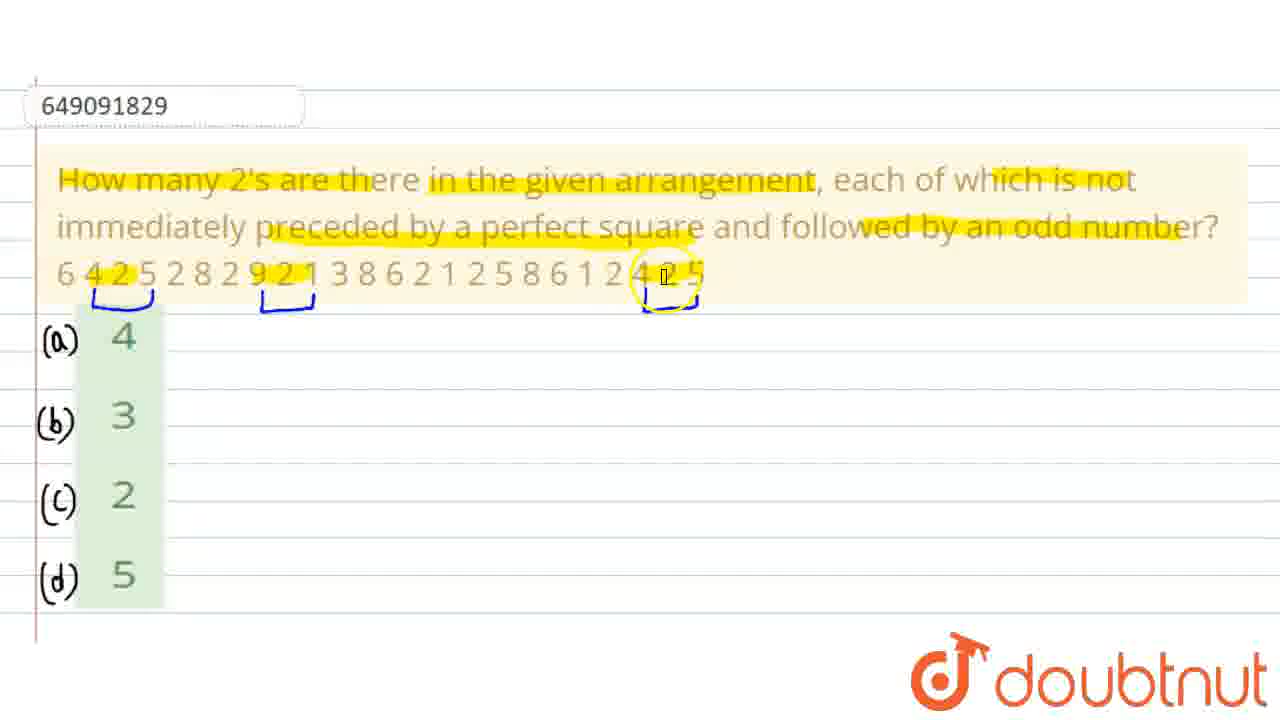 649091829
How many 2's are there in the given arrangement, each of which is not
immediately preceded by a perfect square and followed by an odd number?
6 4 2 5 2 8 2 9 2 1 3 8 6 2 1 2 5 8 6 1 2 4 2 5
(a) 4
(b) 3
(c) 2
(d) 5
doubtnut